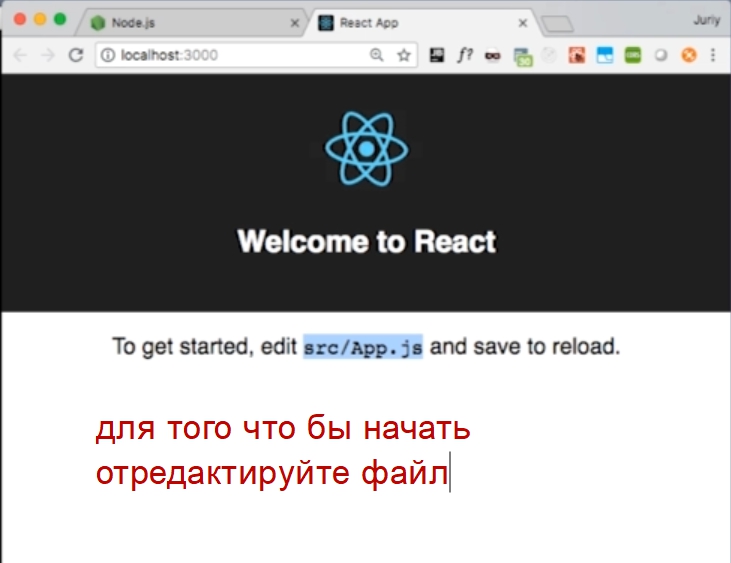 Node.js
React App
Juriy
localhost:3000
f?
30
Welcome to React
To get started, edit src/App.js and save to reload.
для того что бы начать
отредактируйте файл